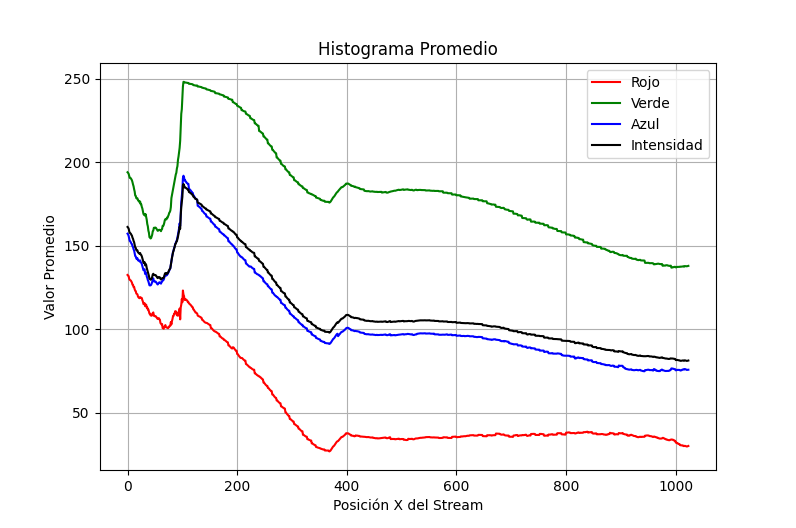 Histograma Promedio
Valor Promedio
250
200
150
100
50
0
200
400
600
800
1000
Posición X del Stream
Rojo
Verde
Azul
Intensidad